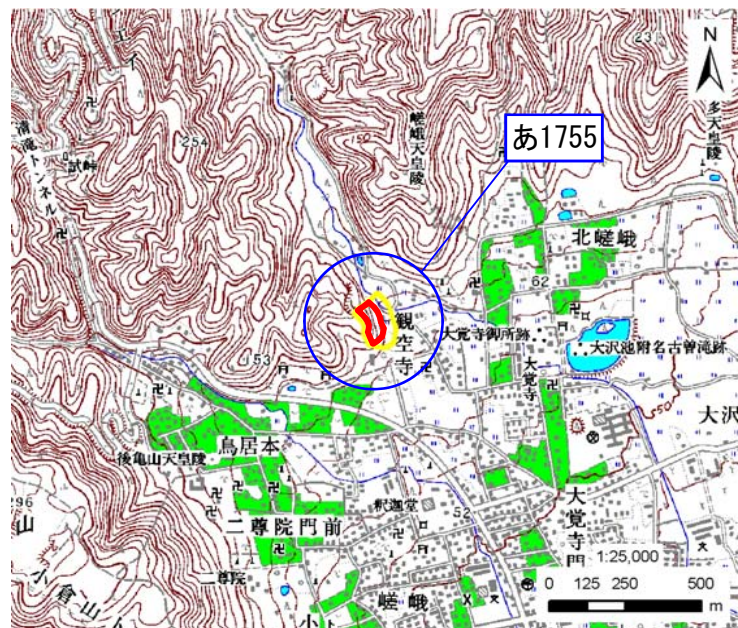 エイ
231
N
清滝トンネル
試峠
254
嵯峨天皇陵
あ1755
多天皇陵
北嵯峨
62
観空寺
大覚寺御所跡
大沢池附名古曽滝跡
153
大覚寺
大沢
鳥居本
後亀山天皇陵
296
山
釈迦堂
52
二尊院門前
大覚寺門
1:25,000
0 125 250 500
m
二尊院
小倉山
嵯峨
小